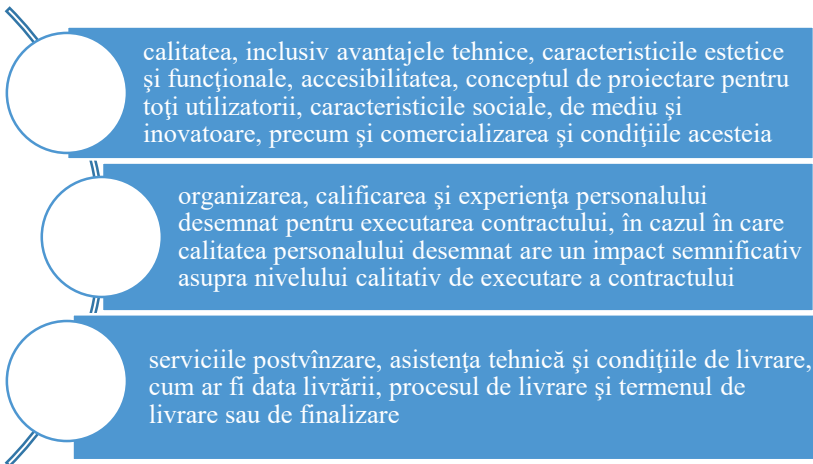 calitatea, inclusiv avantajele tehnice, caracteristicile estetice
şi funcţionale, accesibilitatea, conceptul de proiectare pentru
toţi utilizatorii, caracteristicile sociale, de mediu şi
inovatoare, precum şi comercializarea şi condiţiile acesteia
organizarea, calificarea şi experienţa personalului
desemnat pentru executarea contractului, în cazul în care
calitatea personalului desemnat are un impact semnificativ
asupra nivelului calitativ de executare a contractului
serviciile postvînzare, asistenţa tehnică şi condiţiile de livrare,
cum ar fi data livrării, procesul de livrare şi termenul de
livrare sau de finalizare